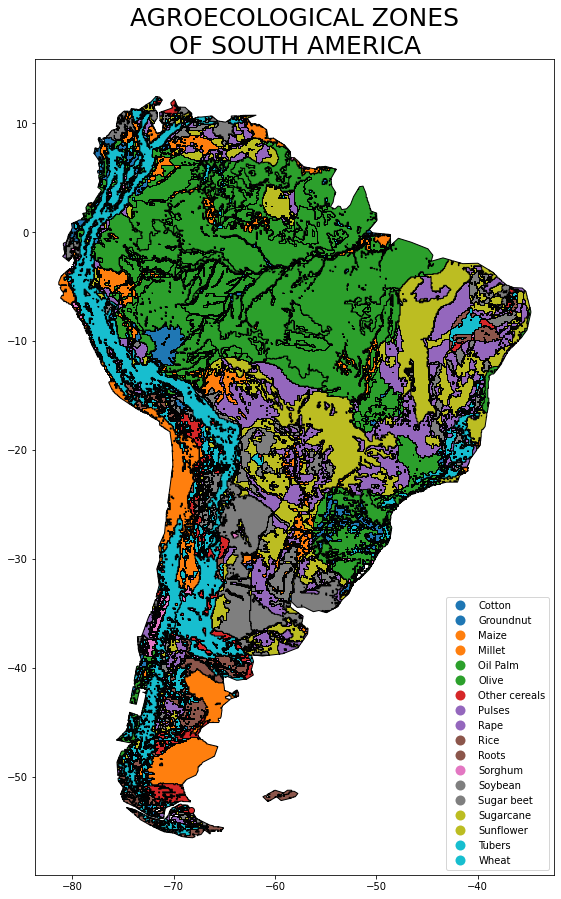 AGROECOLOGICAL ZONES
OF SOUTH AMERICA
10
0
−10
−20
−30
−40
−50
−80
−70
−60
−50
−40
Cotton
Groundnut
Maize
Millet
Oil Palm
Olive
Other cereals
Pulses
Rape
Rice
Roots
Sorghum
Soybean
Sugar beet
Sugarcane
Sunflower
Tubers
Wheat